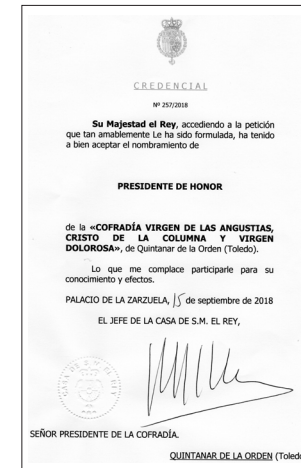 CREDENCIAL
Nº 257/2018
Su Majestad el Rey, accediendo a la petición
que tan amablemente Le ha sido formulada, ha tenido
a bien aceptar el nombramiento de
PRESIDENTE DE HONOR
de la «COFRADÍA VIRGEN DE LAS ANGUSTIAS,
CRISTO DE LA COLUMNA Y VIRGEN
DOLOROSA», de Quintanar de la Orden (Toledo).
Lo que me complace participarle para su
conocimiento y efectos.
PALACIO DE LA ZARZUELA, 15 de septiembre de 2018
EL JEFE DE LA CASA DE S.M. EL REY,
CASA DE S.M. EL REY
SEÑOR PRESIDENTE DE LA COFRADÍA.
QUINTANAR DE LA ORDEN (Toledo